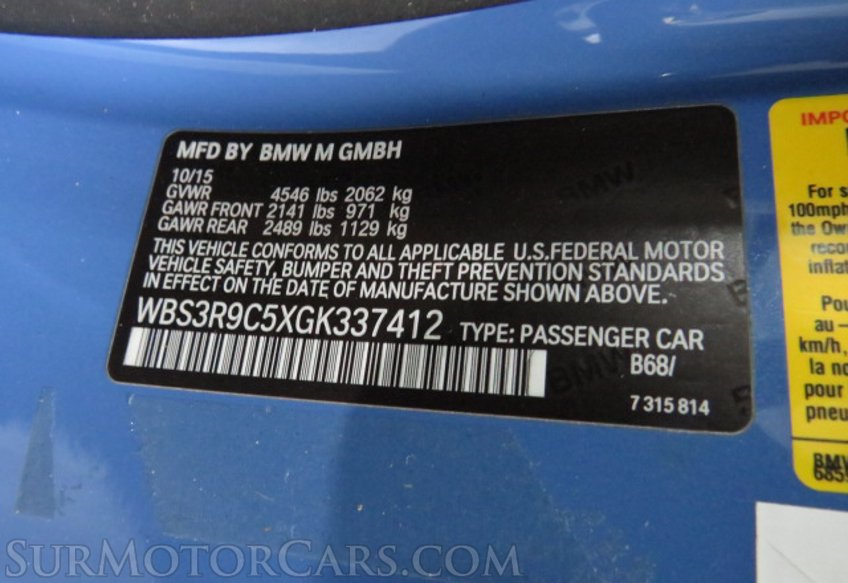 MFD BY BMW M GMBH
10/15
GVWR 4546 lbs 2062 kg
GAWR FRONT 2141 lbs 971 kg
GAWR REAR 2489 lbs 1129 kg
THIS VEHICLE CONFORMS TO ALL APPLICABLE U.S.FEDERAL MOTOR
VEHICLE SAFETY, BUMPER AND THEFT PREVENTION STANDARDS
IN EFFECT ON THE DATE OF MANUFACTURE SHOWN ABOVE.
WBS3R9C5XGK337412 TYPE: PASSENGER CAR
B68/
7 315 814
For s
100mph
the Own
reco
inflat
Pou
au –
km/h,
la no
pour
pneu
BMW
SURMOTORCARS.COM